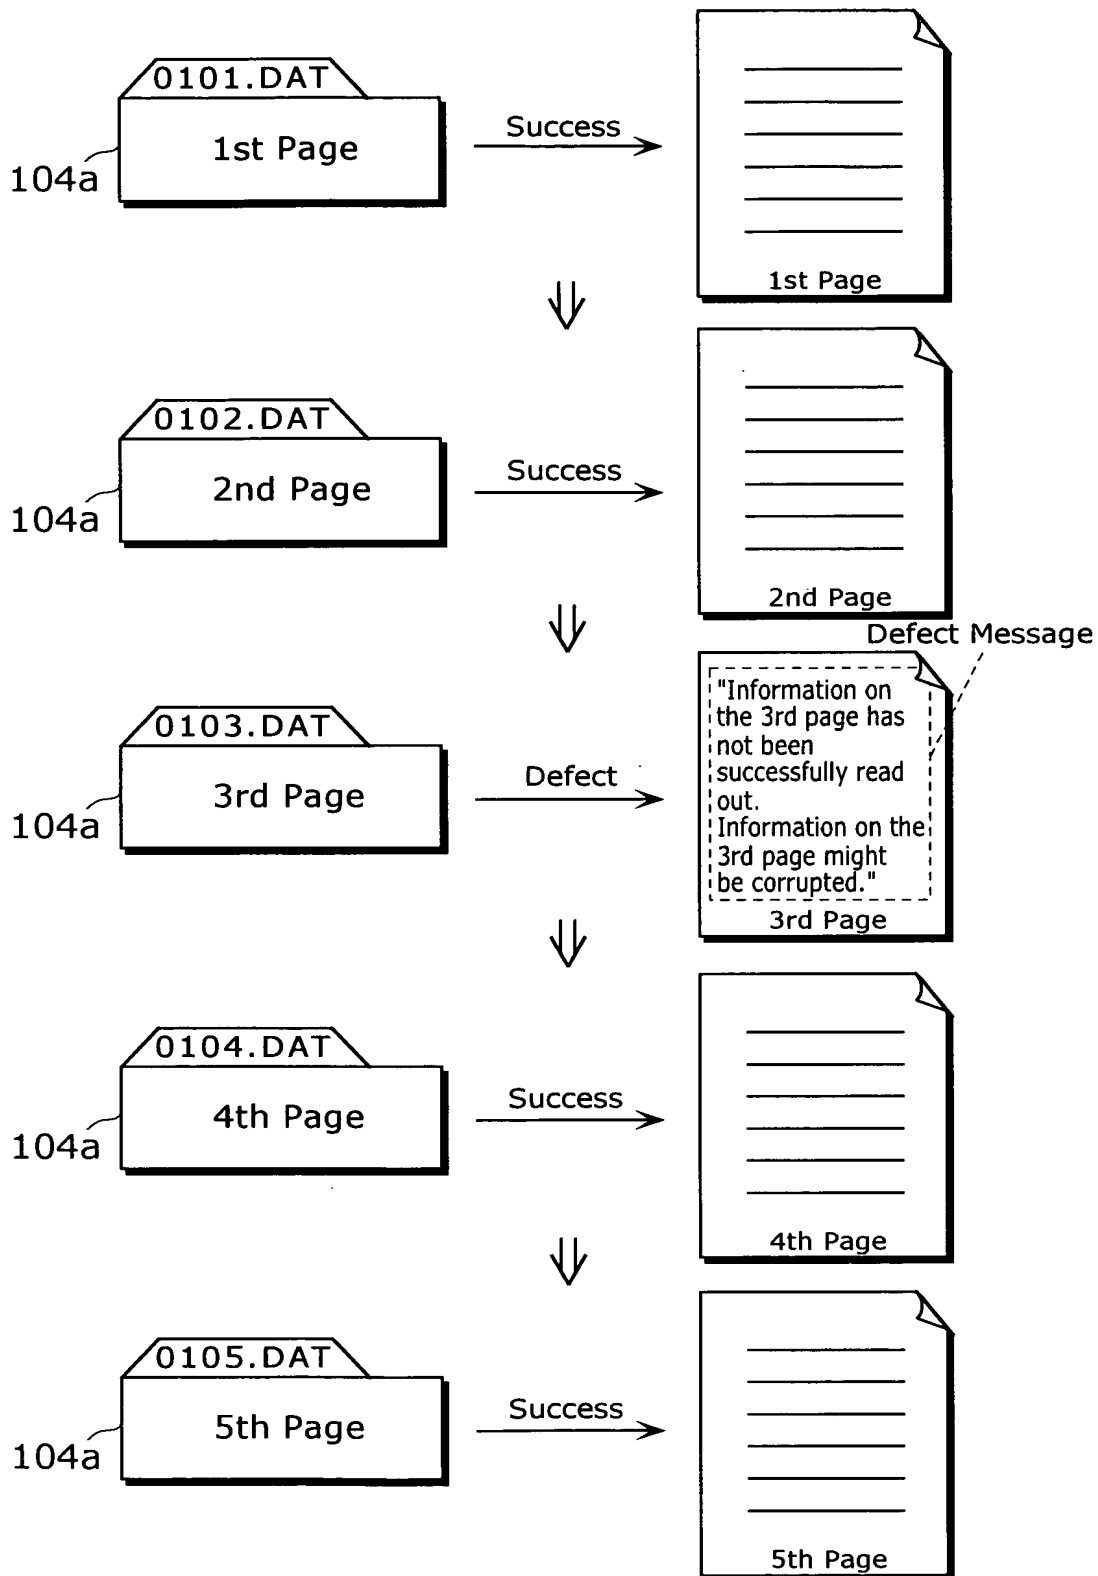 0101.DAT
1st Page
104a
Success
1st Page
0102.DAT
2nd Page
104a
Success
2nd Page
Defect Message
0103.DAT
3rd Page
104a
Defect
"Information on
the 3rd page has
not been
successfully read
out.
Information on the
3rd page might
be corrupted."
3rd Page
0104.DAT
4th Page
104a
Success
4th Page
0105.DAT
5th Page
104a
Success
5th Page